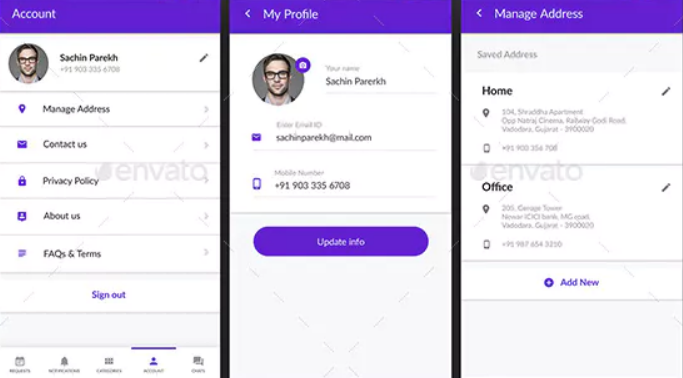 Account
Sachin Parekh
+91 903 335 6708
Manage Address
Contact us
Privacy Policy
About us
FAQs & Terms
Sign out
REQUESTS
NOTIFICATIONS
CATEGORIES
ACCOUNT
CHATS
My Profile
Your name
Sachin Parerkh
Enter Email ID
sachinparekh@mail.com
Mobile Number
+91 903 335 6708
Update info
Manage Address
Saved Address
Home
104, Shraddha Apartment
Opp Natraj Cinema, Railway Godi Road,
Vadodara, Gujarat - 3900020
+91 903 356 708
Office
200, Garage Tower
Newar ICICI bank, MG road,
Vadodara, Gujarat - 3900020
+91 987 654 3210
Add New
envato
envato
envato